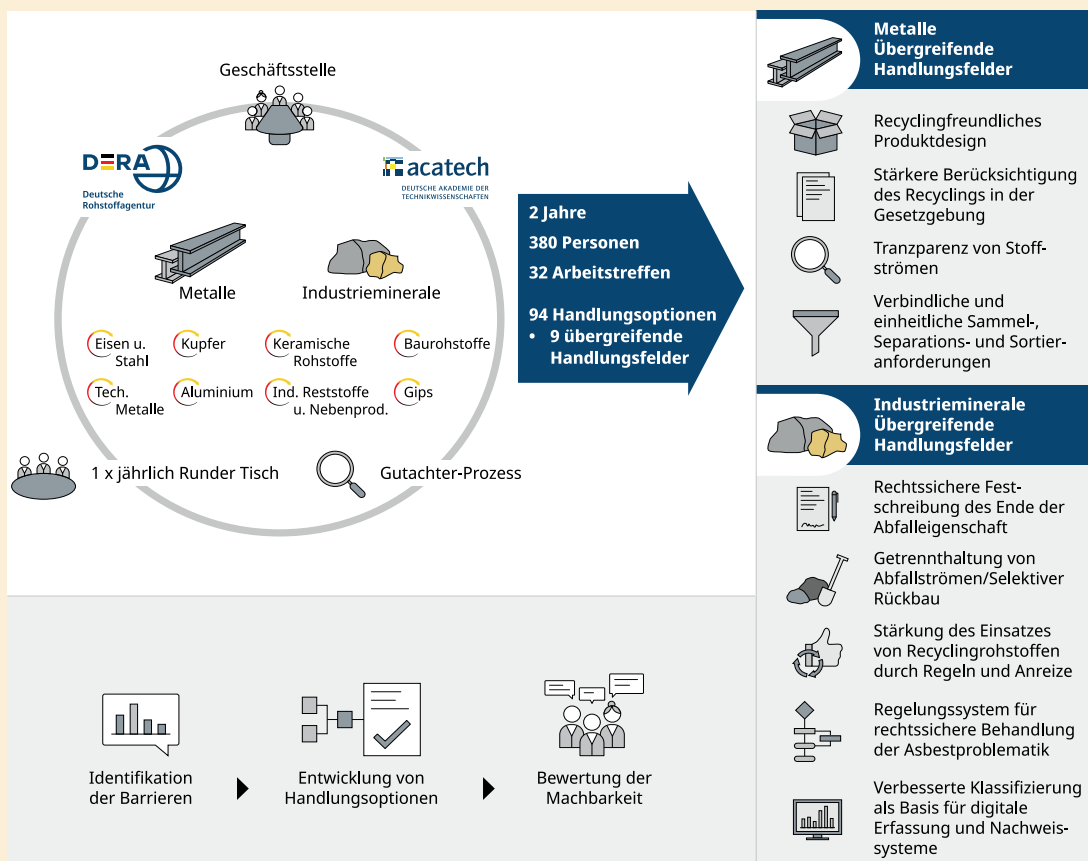 Geschäftsstelle
DERA
Deutsche
Rohstoffagentur
acatech
DEUTSCHE AKADEMIE DER
TECHNIKWISSENSCHAFTEN
Metalle
Industrieminerale
Eisen u.
Stahl
Kupfer
Keramische
Rohstoffe
Baurohstoffe
Tech.
Metalle
Aluminium
Ind. Reststoffe
u. Nebenprod.
Gips
1 x jährlich Runder Tisch
Gutachter-Prozess
2 Jahre
380 Personen
32 Arbeitstreffen
94 Handlungsoptionen
• 9 übergreifende
Handlungsfelder
Identifikation
der Barrieren
Entwicklung von
Handlungsoptionen
Bewertung der
Machbarkeit
Metalle
Übergreifende
Handlungsfelder
Recyclingfreundliches
Produktdesign
Stärkere Berücksichtigung
des Recyclings in der
Gesetzgebung
Tranzparenz von Stoff-
strömen
Verbindliche und
einheitliche Sammel-,
Separations- und Sortier-
anforderungen
Industrieminerale
Übergreifende
Handlungsfelder
Rechtssichere Fest-
schreibung des Ende der
Abfalleigenschaft
Getrennthaltung von
Abfallströmen/Selektiver
Rückbau
Stärkung des Einsatzes
von Recyclingrohstoffen
durch Regeln und Anreize
Regelungssystem für
rechtssichere Behandlung
der Asbestproblematik
Verbesserte Klassifizierung
als Basis für digitale
Erfassung und Nachweis-
systeme